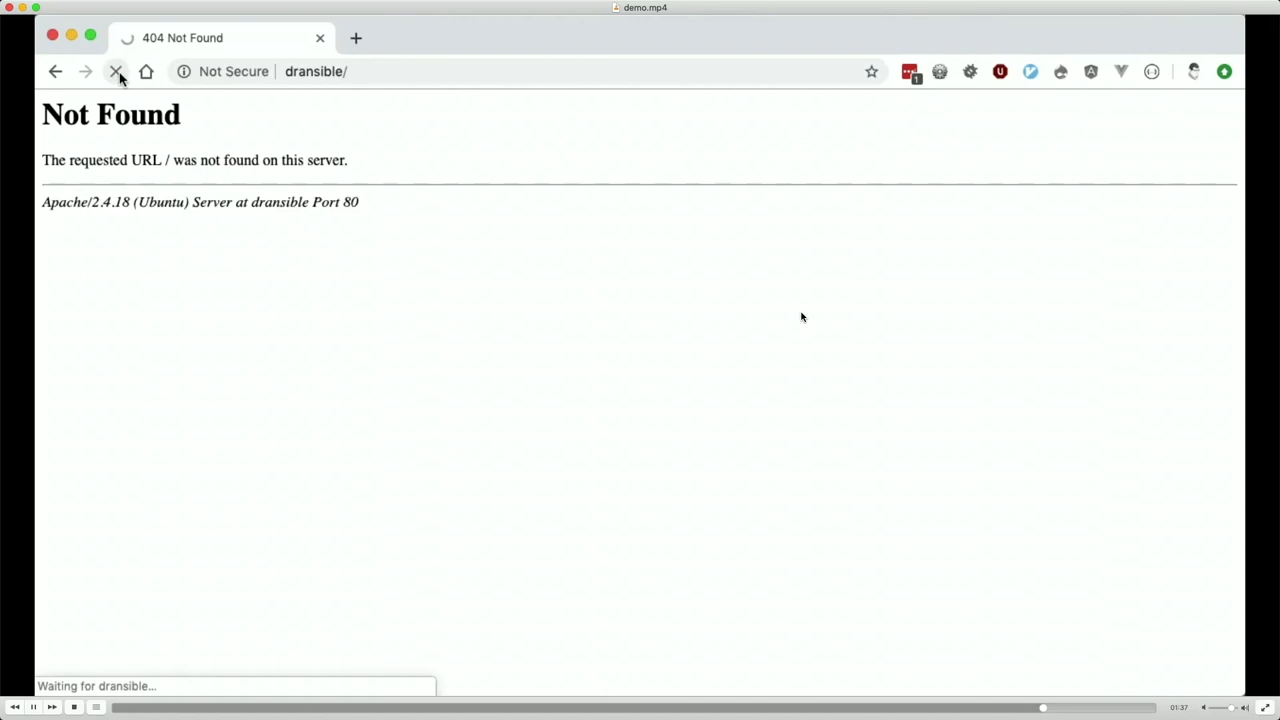 demo.mp4
404 Not Found
Not Secure
dransible/
1
Not Found
The requested URL / was not found on this server.
Apache/2.4.18 (Ubuntu) Server at dransible Port 80
Waiting for dransible...
01:37